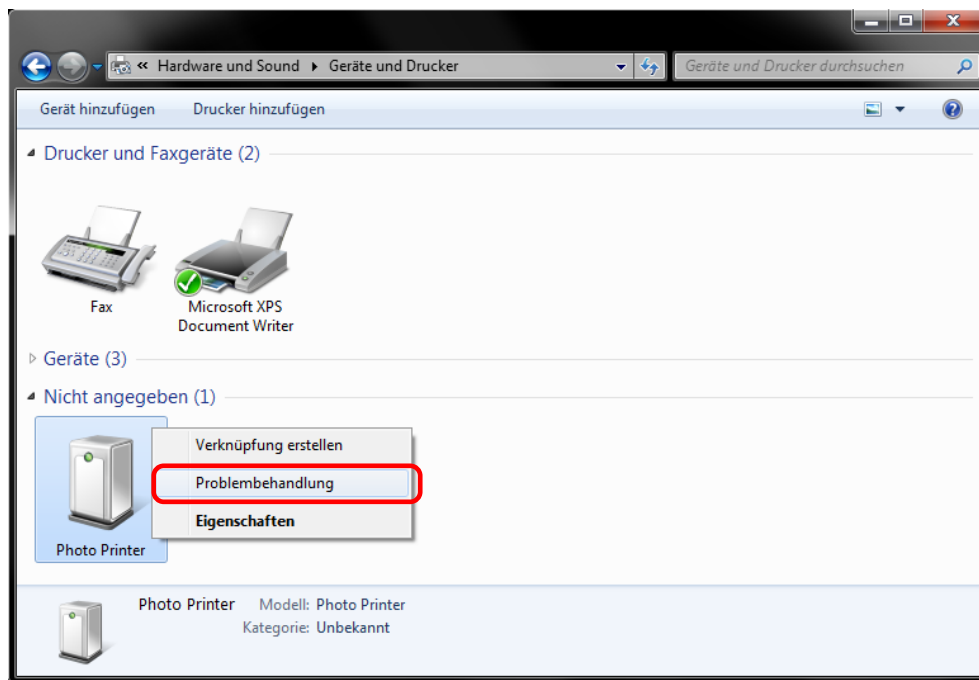 « Hardware und Sound ▸ Geräte und Drucker
Geräte und Drucker durchsuchen
Gerät hinzufügen Drucker hinzufügen
Drucker und Faxgeräte (2)
Fax
Microsoft XPS
Document Writer
Geräte (3)
Nicht angegeben (1)
Verknüpfung erstellen
Problembehandlung
Eigenschaften
Photo Printer
Photo Printer Modell: Photo Printer
Kategorie: Unbekannt